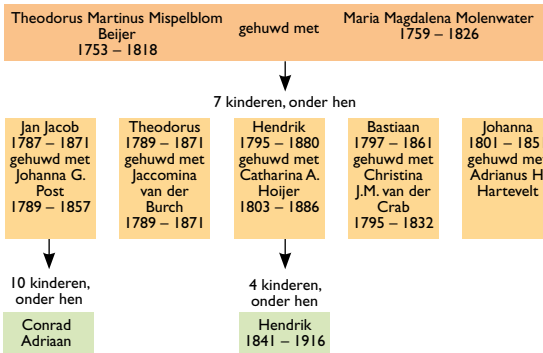 Theodorus Martinus Mispelblom
Beijer
1753 – 1818
gehuwd met
Maria Magdalena Molenwater
1759 – 1826
7 kinderen, onder hen
Jan Jacob
1787 – 1871
gehuwd met
Johanna G.
Post
1789 – 1857
Theodorus
1789 – 1871
gehuwd met
Jaccomina
van der
Burch
1789 – 1871
Hendrik
1795 – 1880
gehuwd met
Catharina A.
Hoijer
1803 – 1886
Bastiaan
1797 – 1861
gehuwd met
Christina
J.M. van der
Crab
1795 – 1832
Johanna
1801 – 185
gehuwd me
Adrianus H
Hartevelt
10 kinderen,
onder hen
4 kinderen,
onder hen
Conrad
Adriaan
Hendrik
1841 – 1916